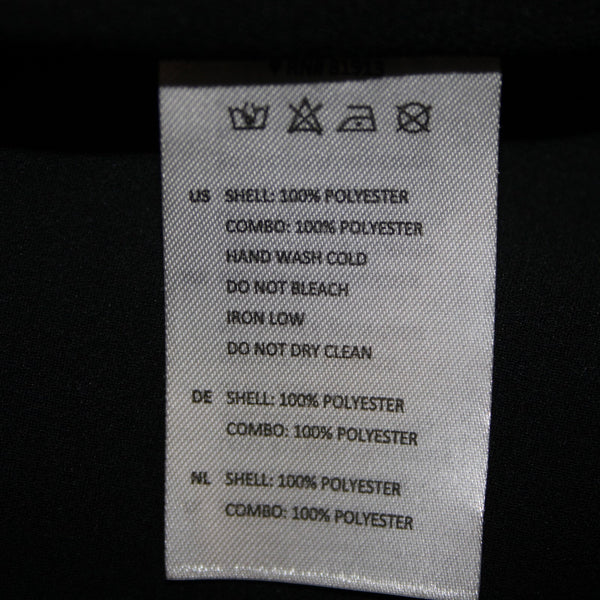 US SHELL: 100% POLYESTER
COMBO: 100% POLYESTER
HAND WASH COLD
DO NOT BLEACH
IRON LOW
DO NOT DRY CLEAN
DE SHELL: 100% POLYESTER
COMBO: 100% POLYESTER
NL SHELL: 100% POLYESTER
COMBO: 100% POLYESTER